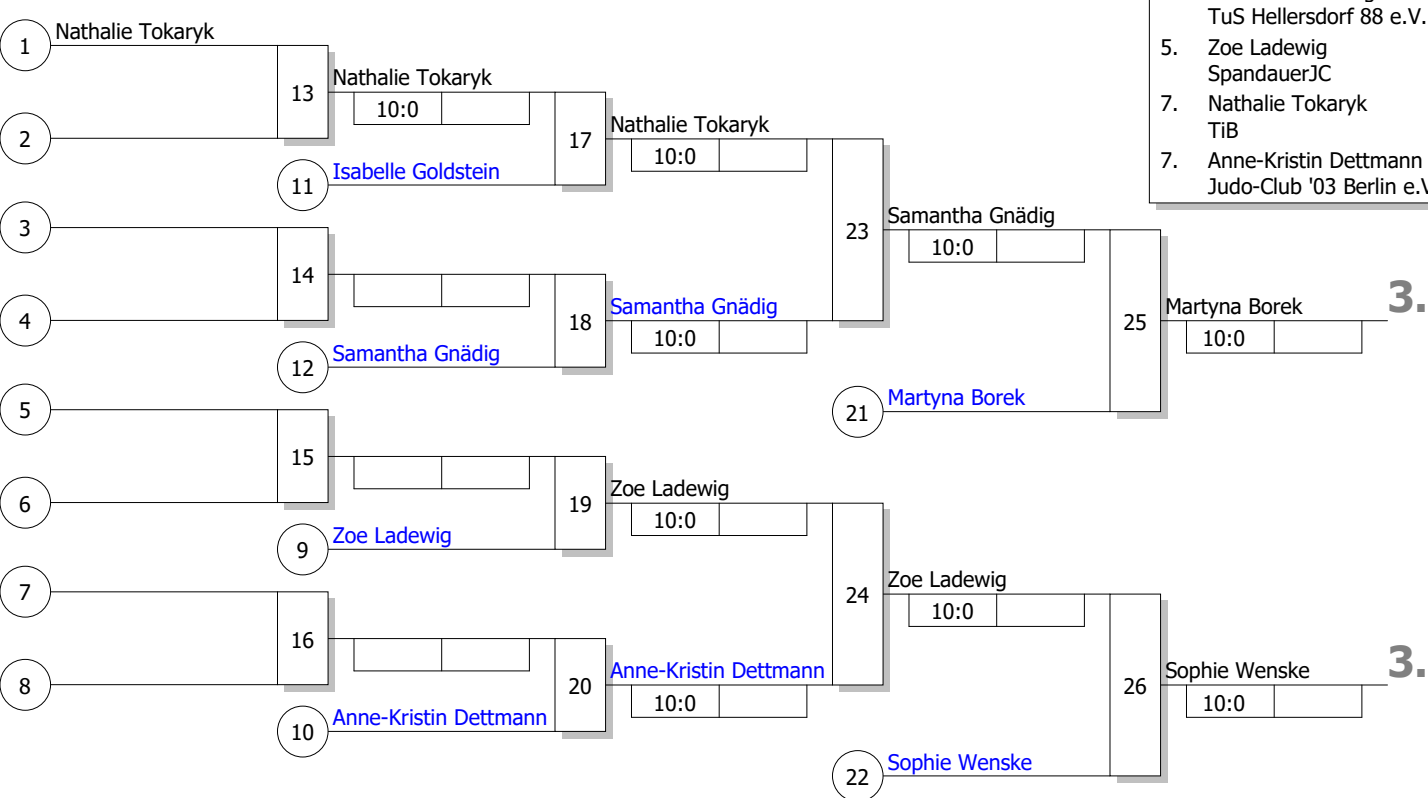 TuS Hellersdorf 88 e.V.
5. Zoe Ladewig
SpandauerJC
7. Nathalie Tokaryk
TiB
7. Anne-Kristin Dettmann
Judo-Club '03 Berlin e.V
1 Nathalie Tokaryk
13 Nathalie Tokaryk
10:0
2
17 Nathalie Tokaryk
10:0
11 Isabelle Goldstein
3
23 Samantha Gnädig
10:0
14
4
18 Samantha Gnädig
10:0
12 Samantha Gnädig
25 Martyna Borek
10:0
3.
5
21 Martyna Borek
15
6
19 Zoe Ladewig
10:0
9 Zoe Ladewig
7
24 Zoe Ladewig
10:0
16
8
20 Anne-Kristin Dettmann
10:0
10 Anne-Kristin Dettmann
26 Sophie Wenske
10:0
3.
22 Sophie Wenske